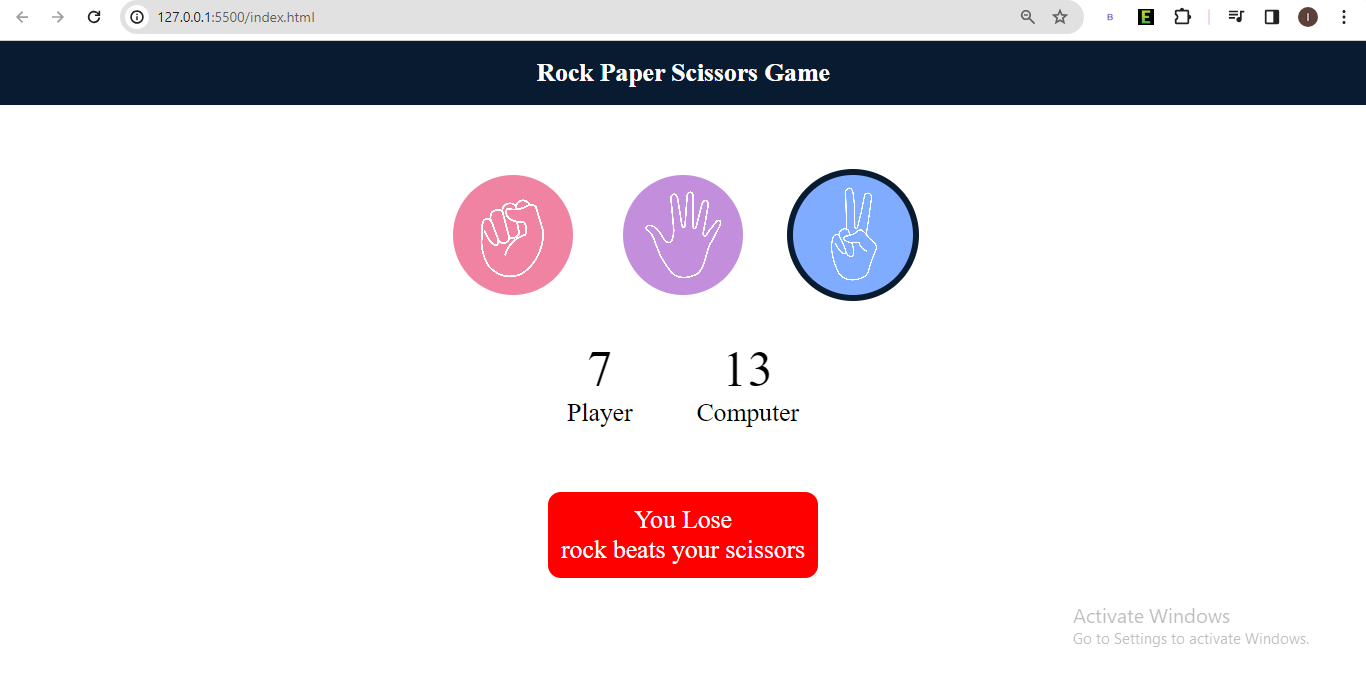 127.0.0.1:5500/index.html
B
E
I
Rock Paper Scissors Game
7
13
Player
Computer
You Lose
rock beats your scissors
Activate Windows
Go to Settings to activate Windows.